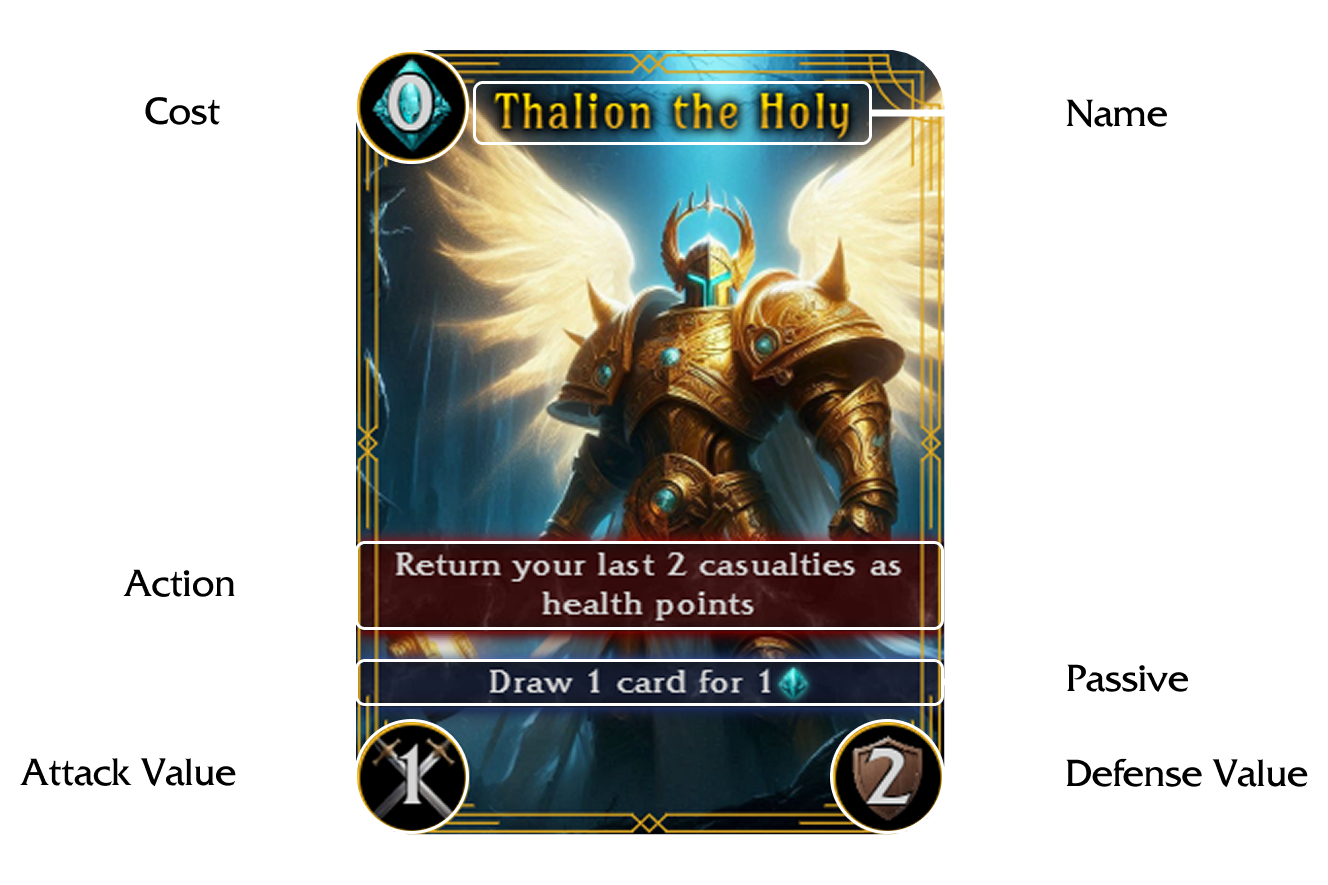 Cost
0
Thalion the Holy
Name
Action
Return your last 2 casualties as
health points
Draw 1 card for 1
Passive
Attack Value
1
2
Defense Value